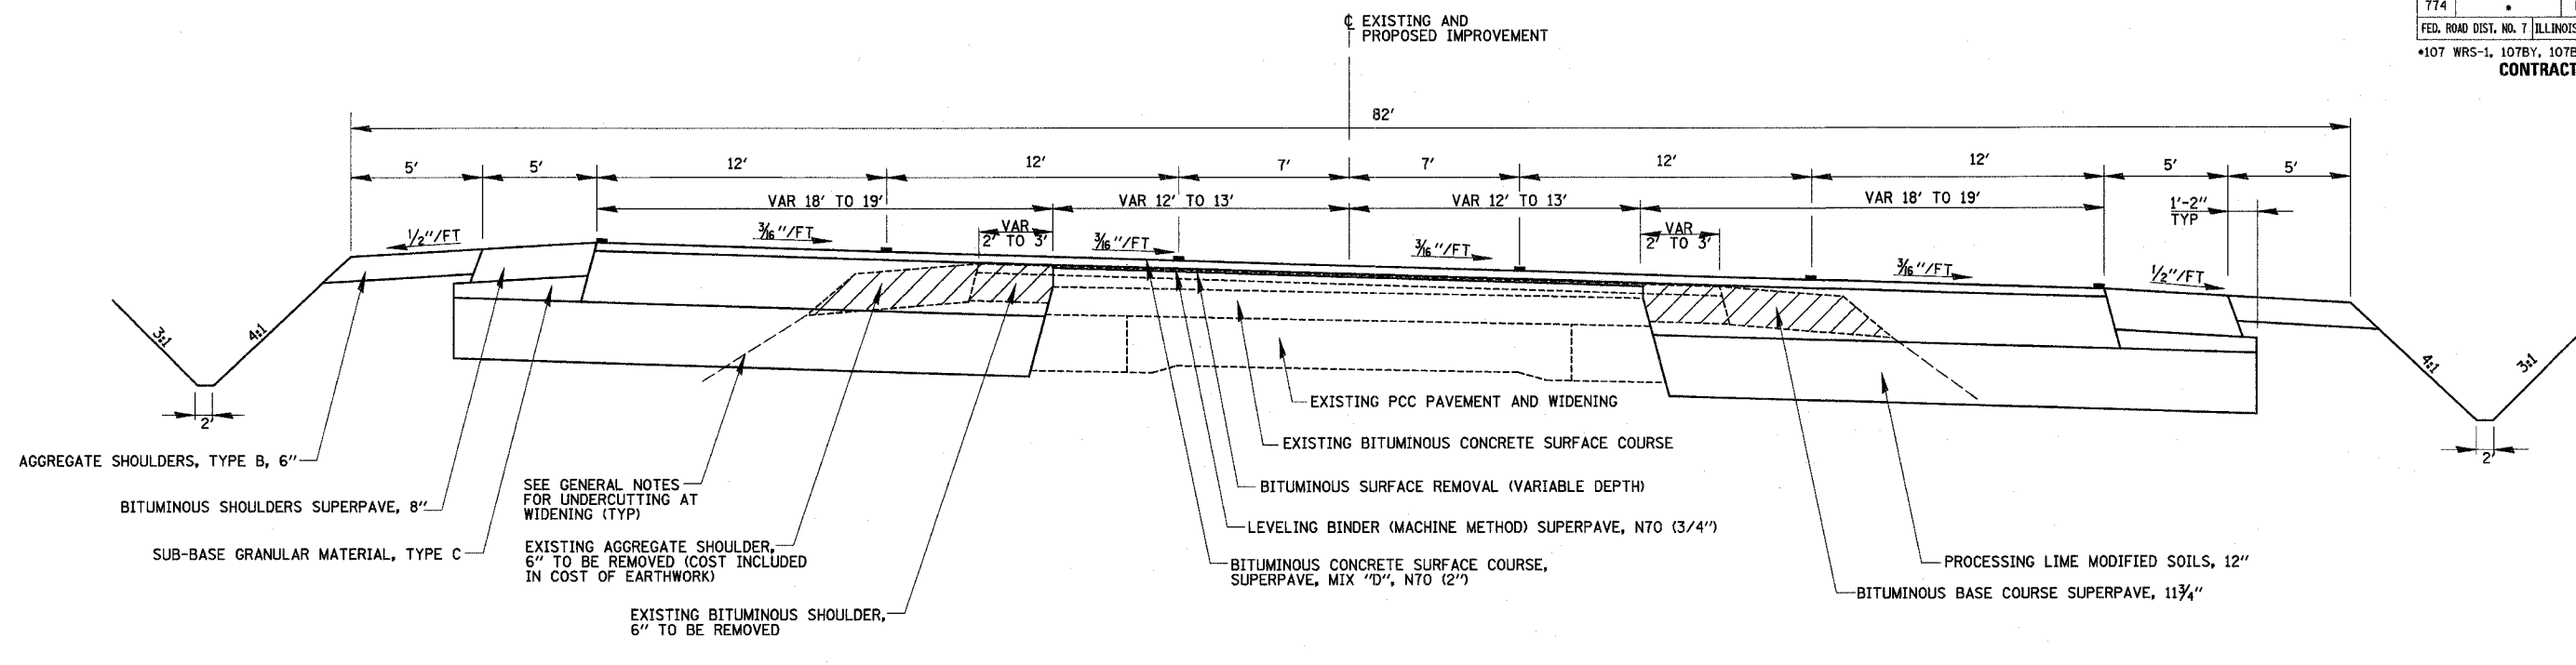 774 •
FED. ROAD DIST. NO. 7 ILLINOIS
•107 WRS-1, 107BY, 107B
CONTRACT
℄ EXISTING AND
PROPOSED IMPROVEMENT
82'
5' 5' 12' 12' 7' 7' 12' 12' 5' 5'
VAR 18' TO 19' VAR 12' TO 13' VAR 12' TO 13' VAR 18' TO 19' 1'-2"
TYP
1/2"/FT 3/16"/FT VAR
2' TO 3' 3/16"/FT 3/16"/FT VAR
2' TO 3' 3/16"/FT 1/2"/FT
3:1 4:1 4:1 3:1
2' 2'
EXISTING PCC PAVEMENT AND WIDENING
EXISTING BITUMINOUS CONCRETE SURFACE COURSE
AGGREGATE SHOULDERS, TYPE B, 6"
BITUMINOUS SHOULDERS SUPERPAVE, 8"
SUB-BASE GRANULAR MATERIAL, TYPE C
SEE GENERAL NOTES
FOR UNDERCUTTING AT
WIDENING (TYP)
EXISTING AGGREGATE SHOULDER,
6" TO BE REMOVED (COST INCLUDED
IN COST OF EARTHWORK)
EXISTING BITUMINOUS SHOULDER,
6" TO BE REMOVED
BITUMINOUS SURFACE REMOVAL (VARIABLE DEPTH)
LEVELING BINDER (MACHINE METHOD) SUPERPAVE, N70 (3/4")
BITUMINOUS CONCRETE SURFACE COURSE,
SUPERPAVE, MIX "D", N70 (2")
PROCESSING LIME MODIFIED SOILS, 12"
BITUMINOUS BASE COURSE SUPERPAVE, 11 3/4"